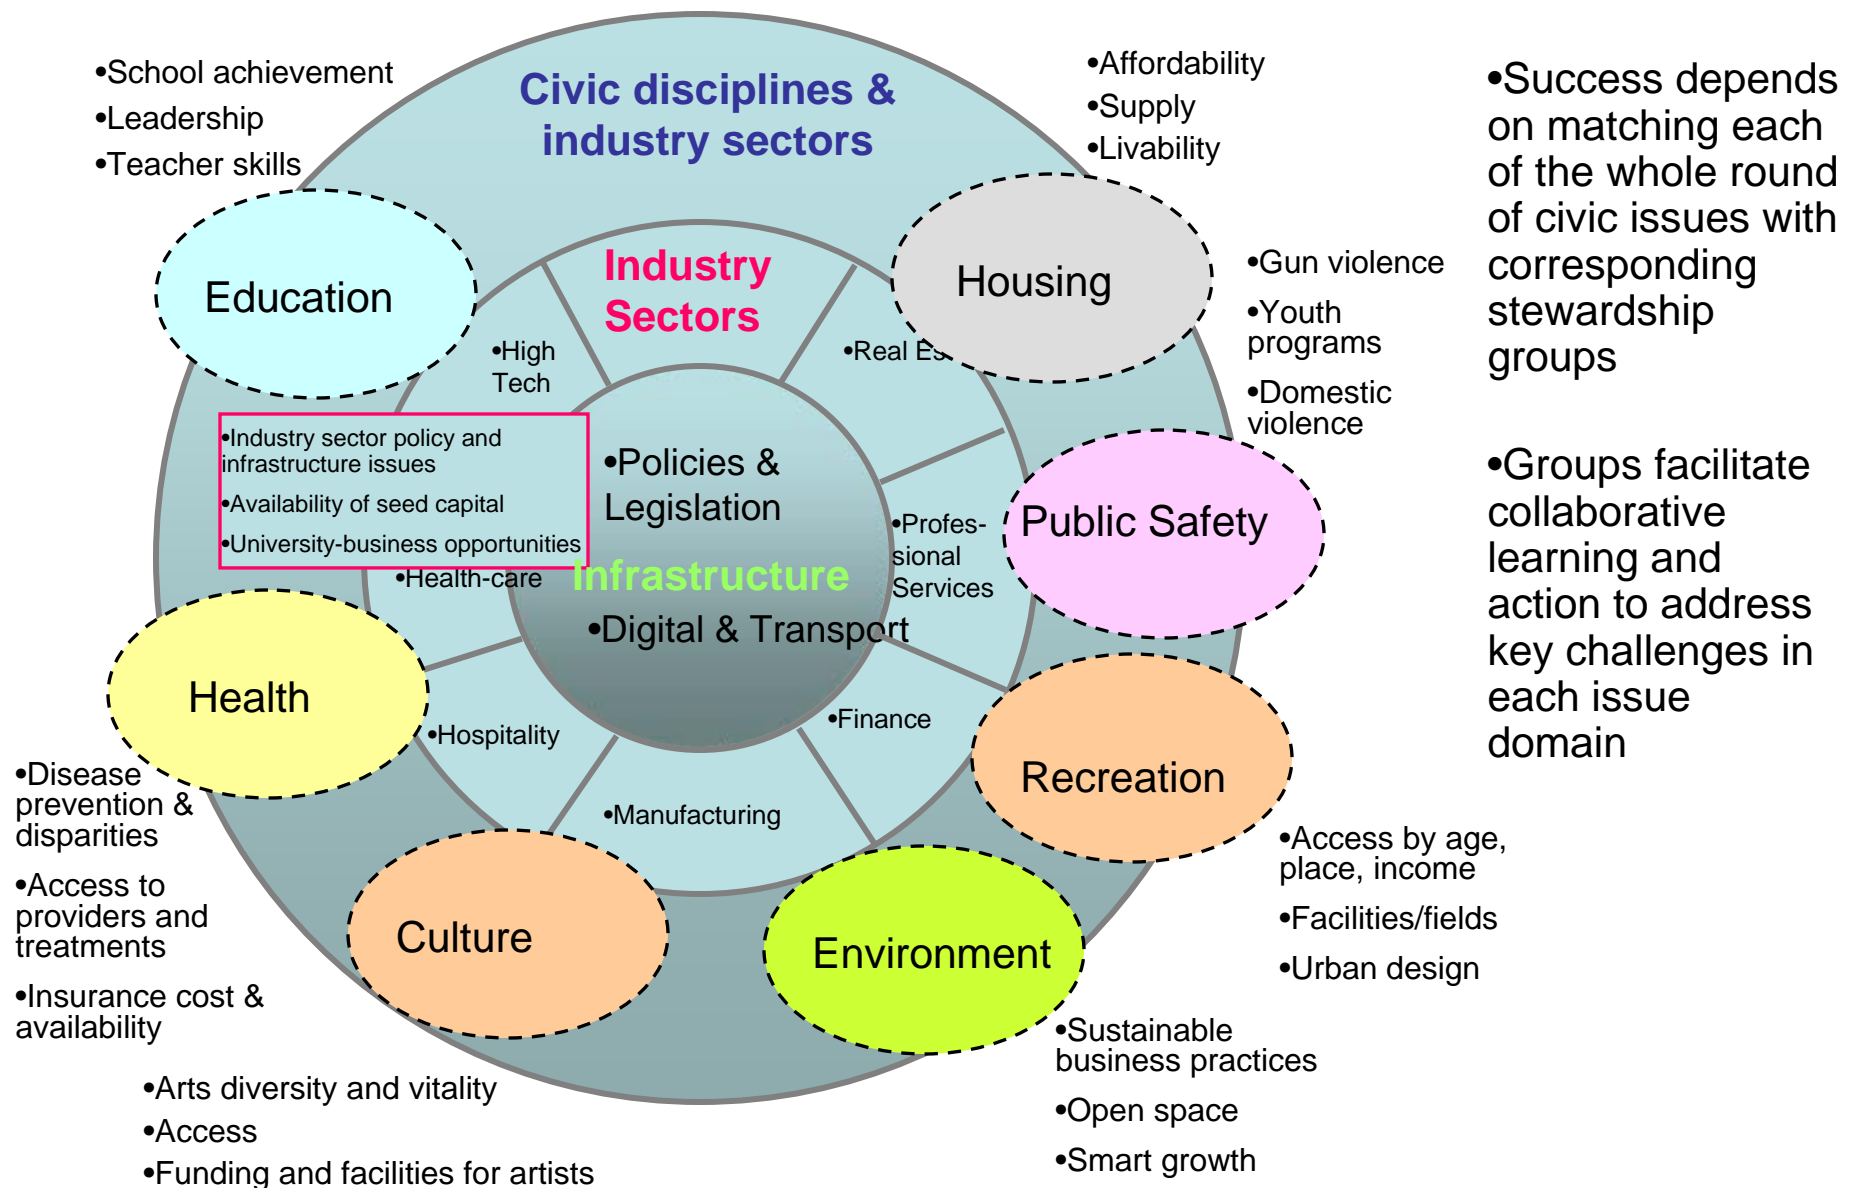 •School achievement
•Leadership
•Teacher skills
Civic disciplines &
industry sectors
•Affordability
•Supply
•Livability
•Success depends
on matching each
of the whole round
of civic issues with
corresponding
stewardship
groups
•Groups facilitate
collaborative
learning and
action to address
key challenges in
each issue
domain
Education
Industry
Sectors
Housing
•Gun violence
•Youth
programs
•Domestic
violence
•High
Tech
•Real Es
•Industry sector policy and
infrastructure issues
•Availability of seed capital
•University-business opportunities
•Policies &
Legislation
Infrastructure
•Digital & Transport
•Profes-
sional
Services
Public Safety
•Health-care
Health
•Hospitality
•Finance
Recreation
•Manufacturing
•Disease
prevention &
disparities
•Access to
providers and
treatments
•Insurance cost &
availability
Culture
Environment
•Access by age,
place, income
•Facilities/fields
•Urban design
•Sustainable
business practices
•Open space
•Smart growth
•Arts diversity and vitality
•Access
•Funding and facilities for artists